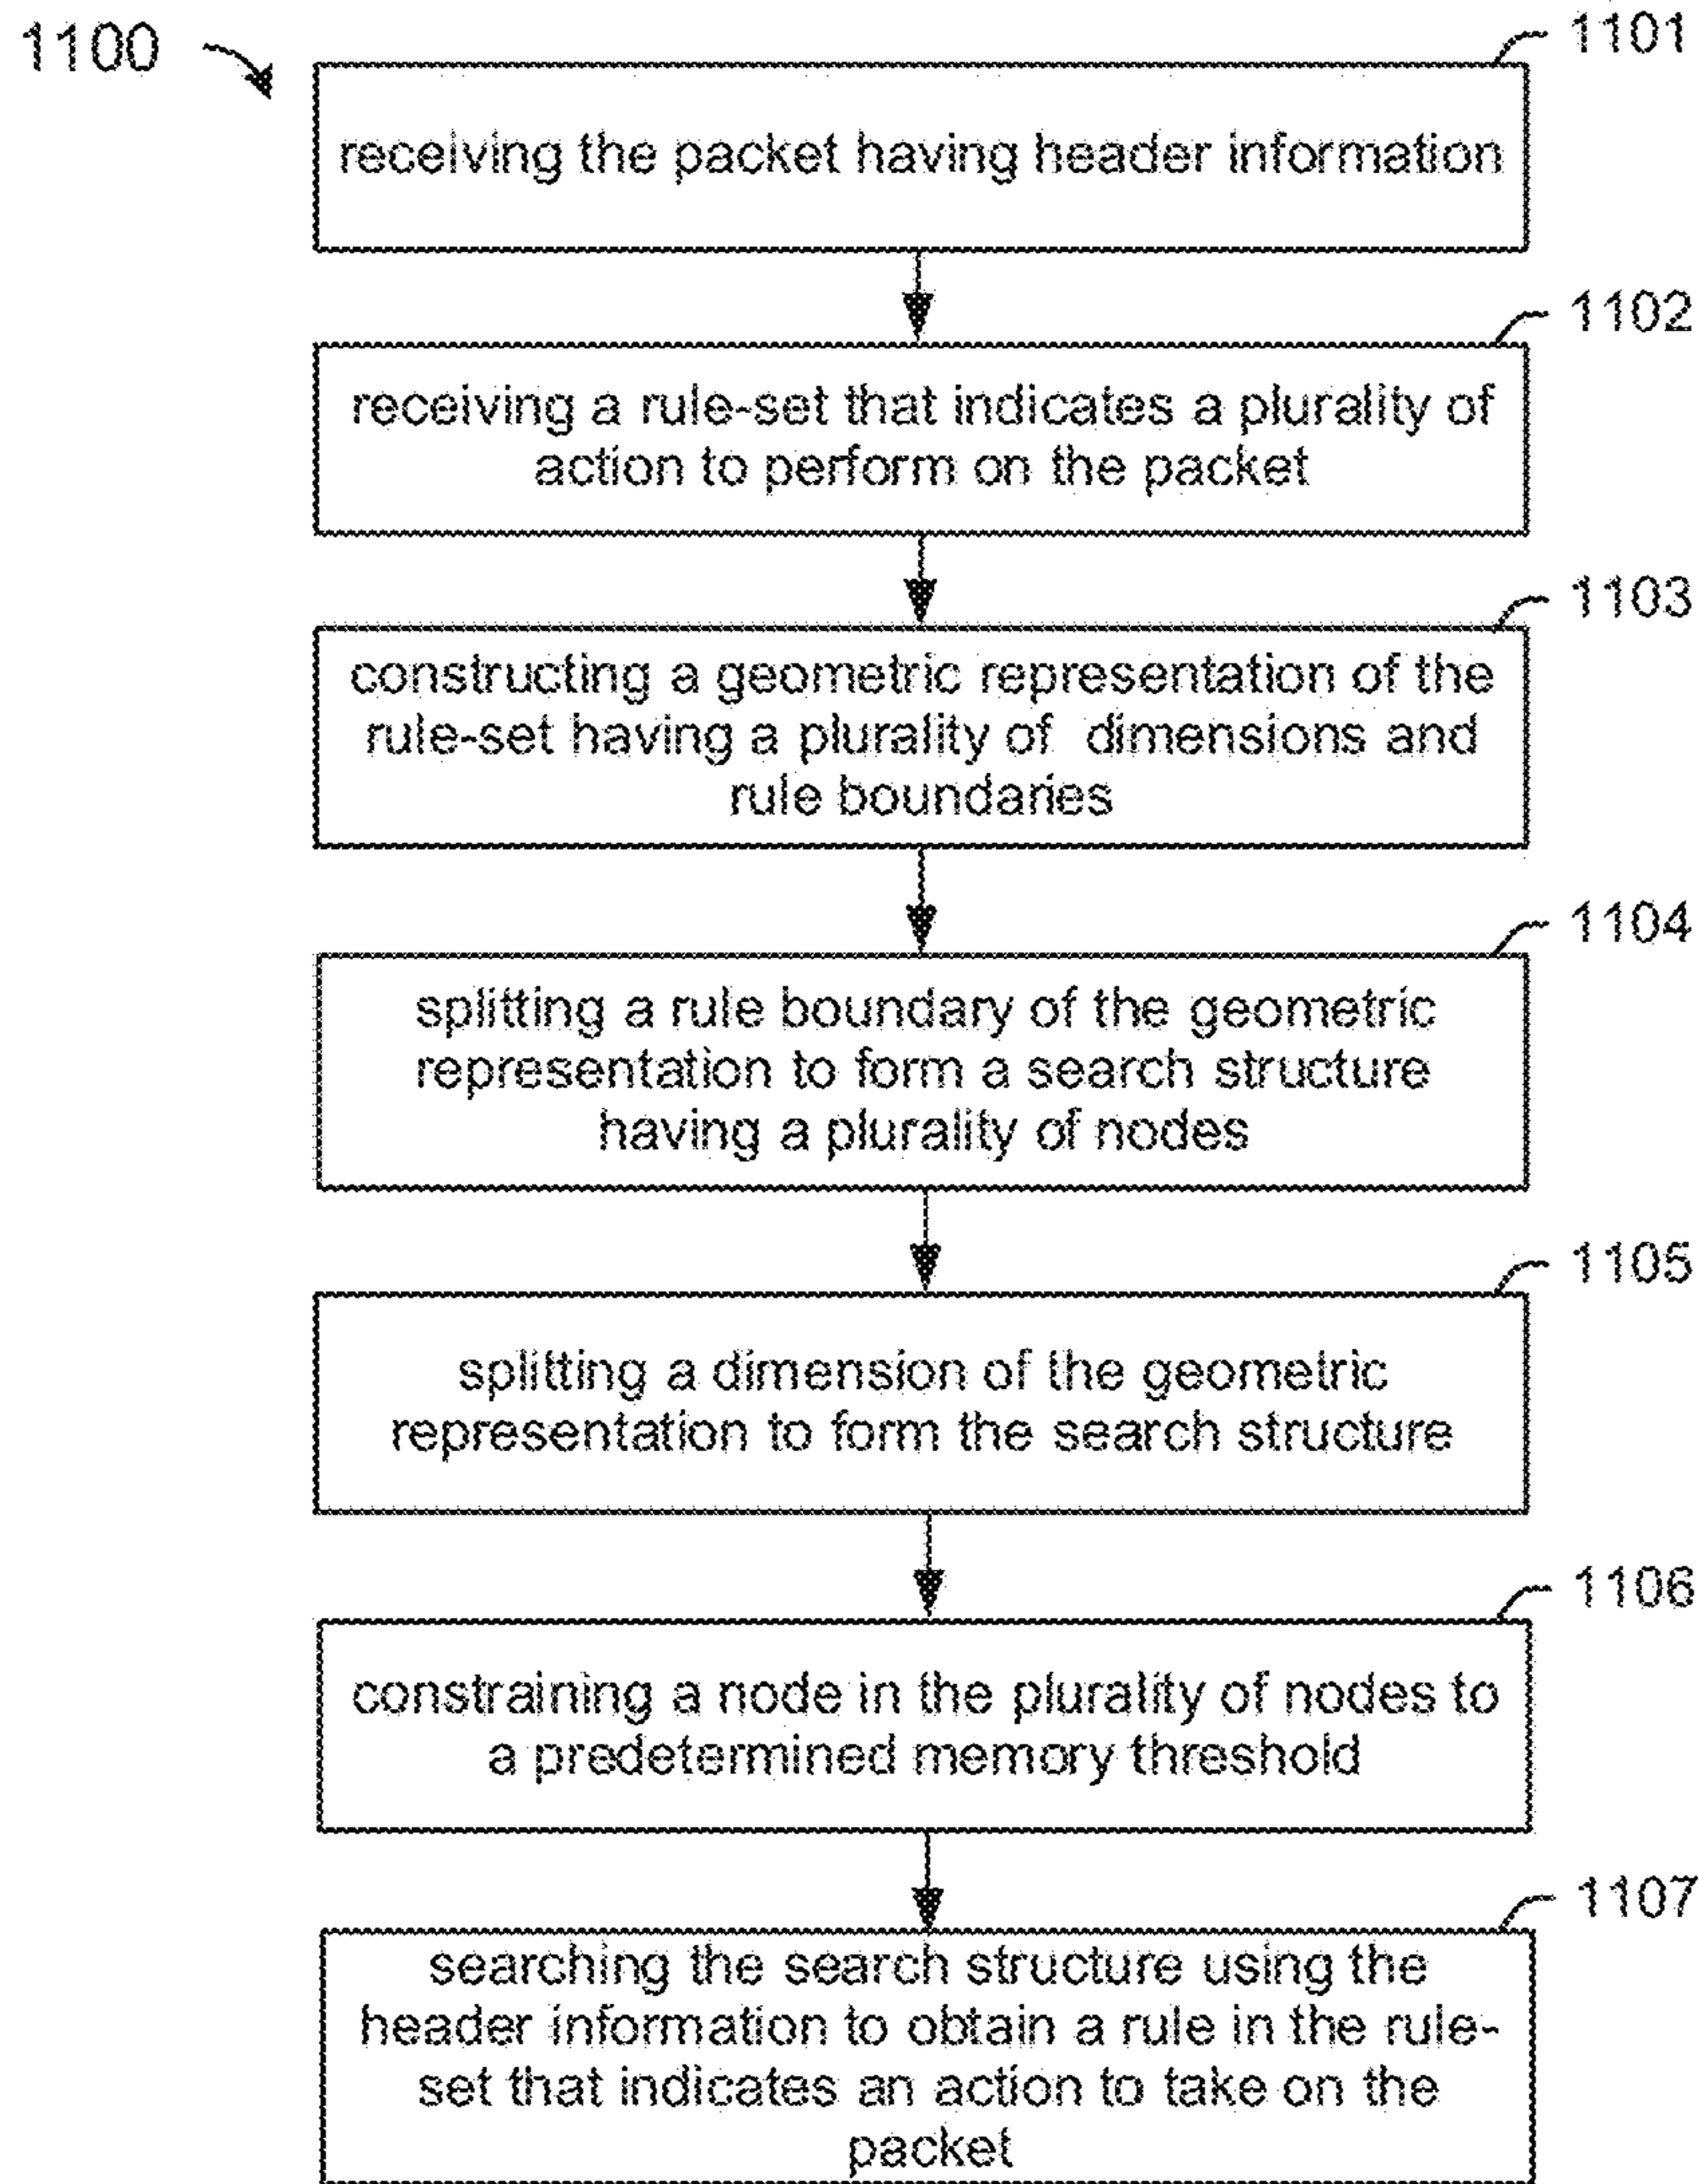 1100
1101
receiving the packet having header information
1102
receiving a rule-set that indicates a plurality of
action to perform on the packet
1103
constructing a geometric representation of the
rule-set having a plurality of dimensions and
rule boundaries
1104
splitting a rule boundary of the geometric
representation to form a search structure
having a plurality of nodes
1105
splitting a dimension of the geometric
representation to form the search structure
1106
constraining a node in the plurality of nodes to
a predetermined memory threshold
1107
searching the search structure using the
header information to obtain a rule in the rule-
set that indicates an action to take on the
packet